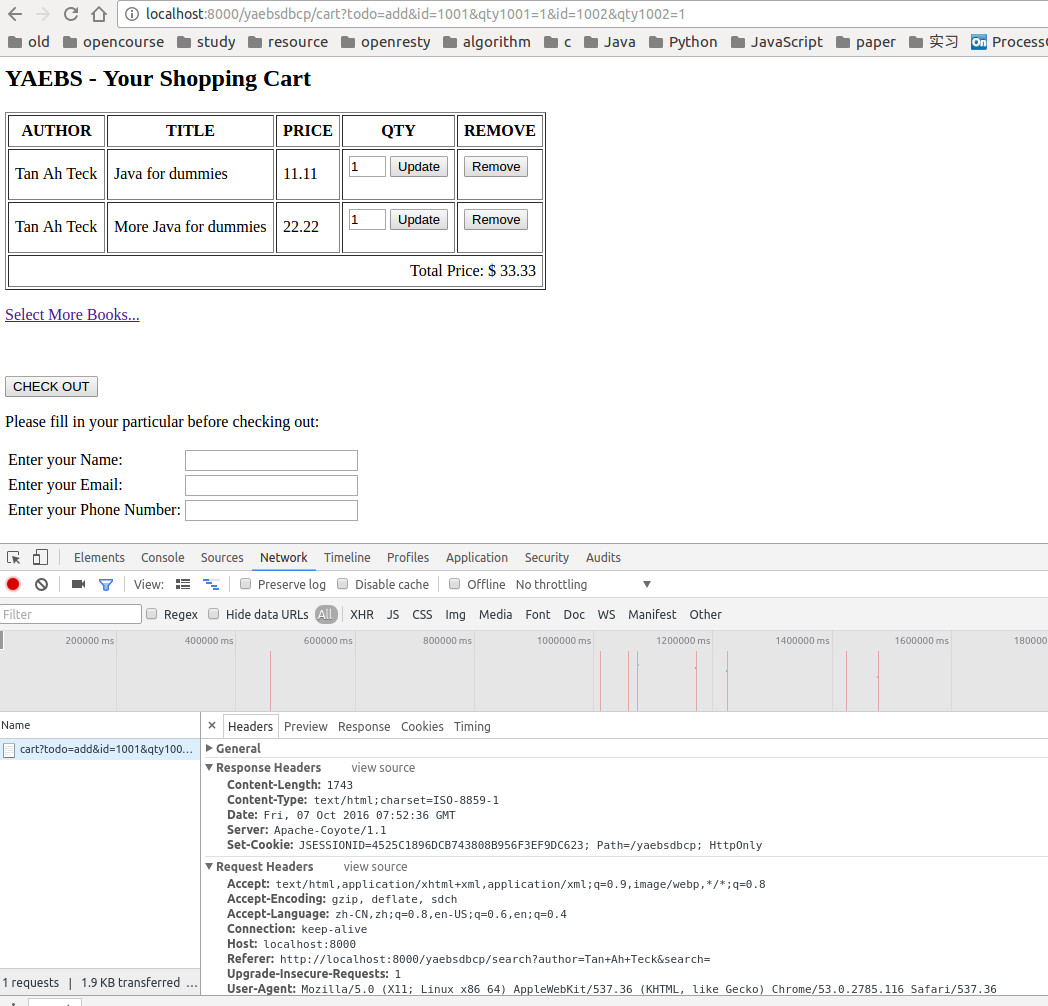 localhost:8000/yaebsdbcp/cart?todo=add&id=1001&qty1001=1&id=1002&qty1002=1
old opencourse study resource openresty algorithm c Java Python JavaScript paper 实习 On Process
YAEBS - Your Shopping Cart
AUTHOR TITLE PRICE QTY REMOVE
Tan Ah Teck Java for dummies 11.11 1 Update Remove
Tan Ah Teck More Java for dummies 22.22 1 Update Remove
Total Price: $ 33.33
Select More Books...
CHECK OUT
Please fill in your particular before checking out:
Enter your Name:
Enter your Email:
Enter your Phone Number:
Elements Console Sources Network Timeline Profiles Application Security Audits
View: Preserve log Disable cache Offline No throttling
Filter Regex Hide data URLs All XHR JS CSS Img Media Font Doc WS Manifest Other
200000 ms 400000 ms 600000 ms 800000 ms 1000000 ms 1200000 ms 1400000 ms 1600000 ms 180000
Name × Headers Preview Response Cookies Timing
cart?todo=add&id=1001&qty100...
General
Response Headers view source
Content-Length: 1743
Content-Type: text/html;charset=ISO-8859-1
Date: Fri, 07 Oct 2016 07:52:36 GMT
Server: Apache-Coyote/1.1
Set-Cookie: JSESSIONID=4525C1896DCB743808B956F3EF9DC623; Path=/yaebsdbcp; HttpOnly
Request Headers view source
Accept: text/html,application/xhtml+xml,application/xml;q=0.9,image/webp,*/*;q=0.8
Accept-Encoding: gzip, deflate, sdch
Accept-Language: zh-CN,zh;q=0.8,en-US;q=0.6,en;q=0.4
Connection: keep-alive
Host: localhost:8000
Referer: http://localhost:8000/yaebsdbcp/search?author=Tan+Ah+Teck&search=
Upgrade-Insecure-Requests: 1
User-Agent: Mozilla/5.0 (X11; Linux x86_64) AppleWebKit/537.36 (KHTML, like Gecko) Chrome/53.0.2785.116 Safari/537.36
1 requests | 1.9 KB transferred ...